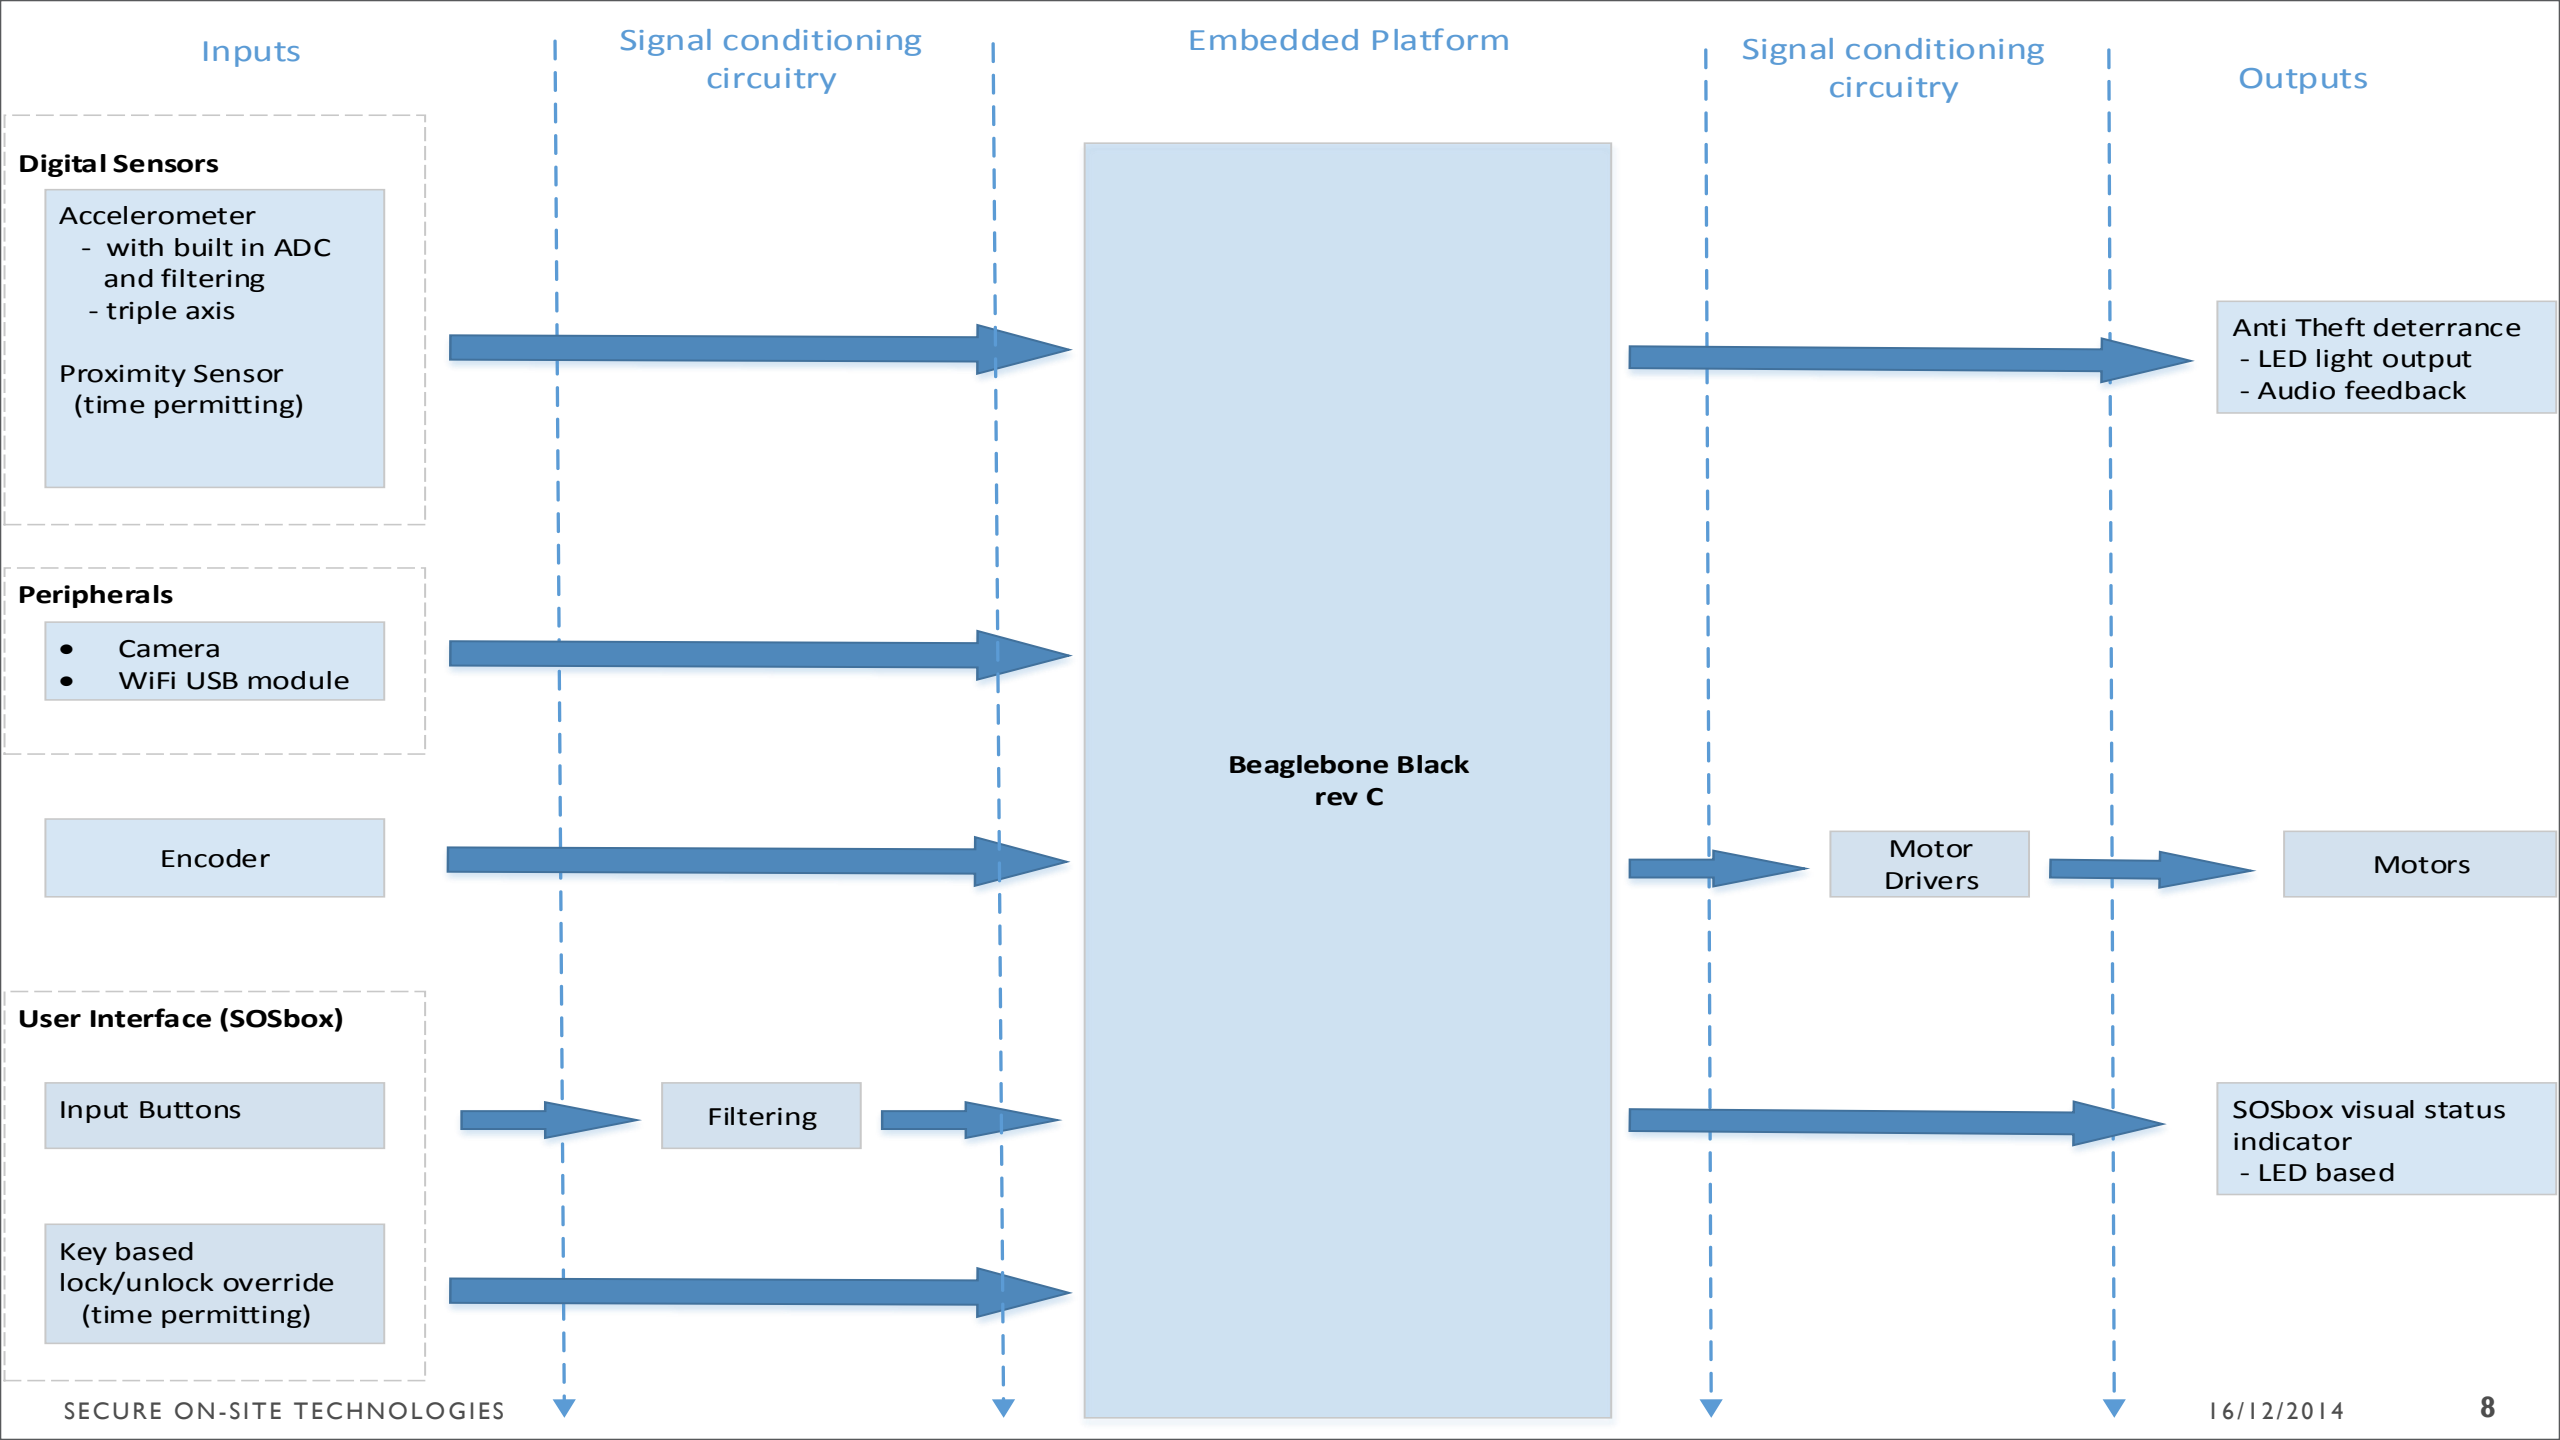 Inputs
Signal conditioning
circuitry
Embedded Platform
Signal conditioning
circuitry
Outputs
Digital Sensors
Accelerometer
- with built in ADC
and filtering
- triple axis
Proximity Sensor
(time permitting)
Anti Theft deterrance
- LED light output
- Audio feedback
Peripherals
• Camera
• WiFi USB module
Beaglebone Black
rev C
Encoder
Motor
Drivers
Motors
User Interface (SOSbox)
Input Buttons
Filtering
SOSbox visual status
indicator
- LED based
Key based
lock/unlock override
(time permitting)
SECURE ON-SITE TECHNOLOGIES
16/12/2014
8